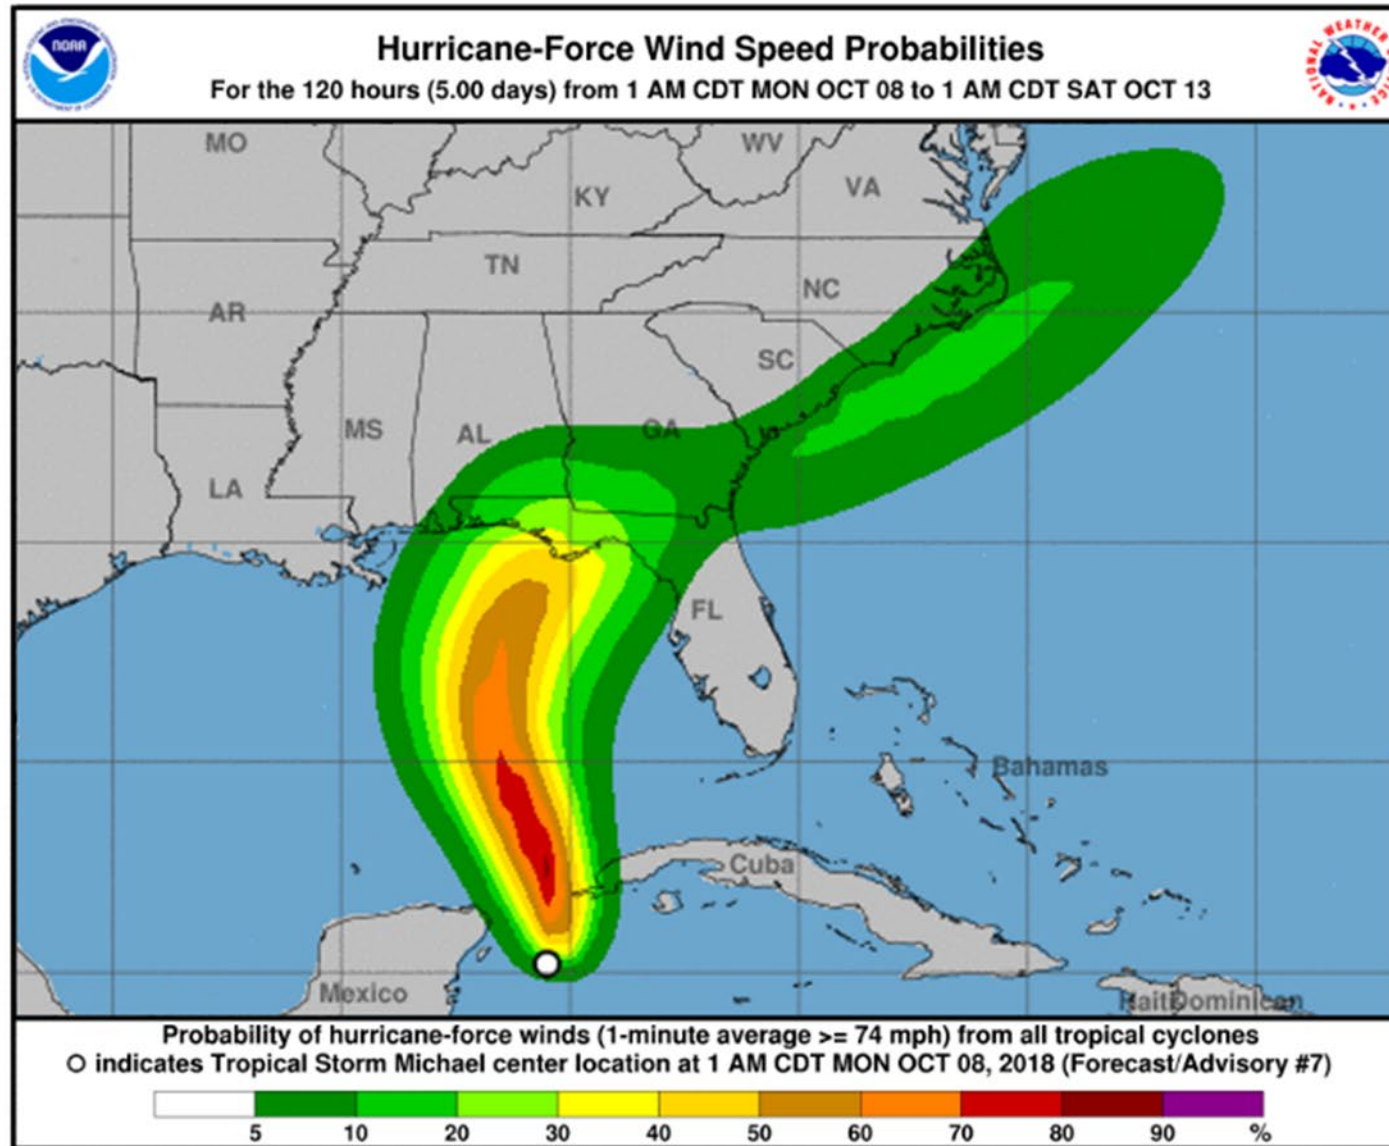 NOAA
Hurricane-Force Wind Speed Probabilities
For the 120 hours (5.00 days) from 1 AM CDT MON OCT 08 to 1 AM CDT SAT OCT 13
MO
WV
KY
VA
TN
NC
AR
SC
MS
AL
GA
LA
FL
Bahamas
Cuba
Mexico
Haiti
Dominican
Probability of hurricane-force winds (1-minute average >= 74 mph) from all tropical cyclones
indicates Tropical Storm Michael center location at 1 AM CDT MON OCT 08, 2018 (Forecast/Advisory #7)
5 10 20 30 40 50 60 70 80 90 %